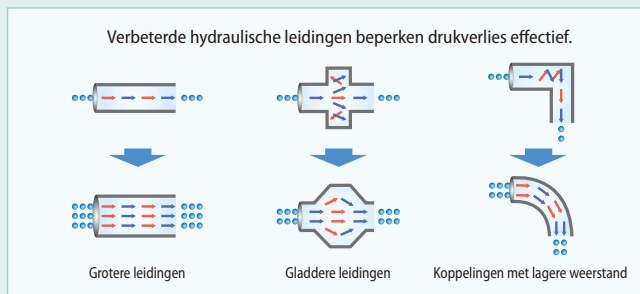 Verbeterde hydraulische leidingen beperken drukverlies effectief.
Grotere leidingen
Gladdere leidingen
Koppelingen met lagere weerstand